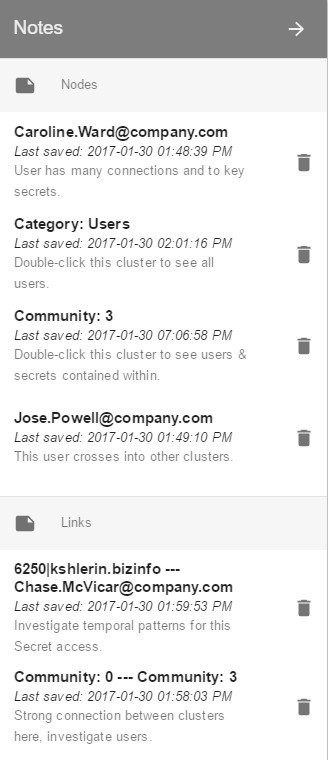 Notes
Nodes
Caroline.Ward@company.com
Last saved: 2017-01-30 01:48:39 PM
User has many connections and to key
secrets.
Category: Users
Last saved: 2017-01-30 02:01:16 PM
Double-click this cluster to see all
users.
Community: 3
Last saved: 2017-01-30 07:06:58 PM
Double-click this cluster to see users &
secrets contained within.
Jose.Powell@company.com
Last saved: 2017-01-30 01:49:10 PM
This user crosses into other clusters.
Links
6250|kshlerin.bizinfo ---
Chase.McVicar@company.com
Last saved: 2017-01-30 01:59:53 PM
Investigate temporal patterns for this
Secret access.
Community: 0 --- Community: 3
Last saved: 2017-01-30 01:58:03 PM
Strong connection between clusters
here, investigate users.